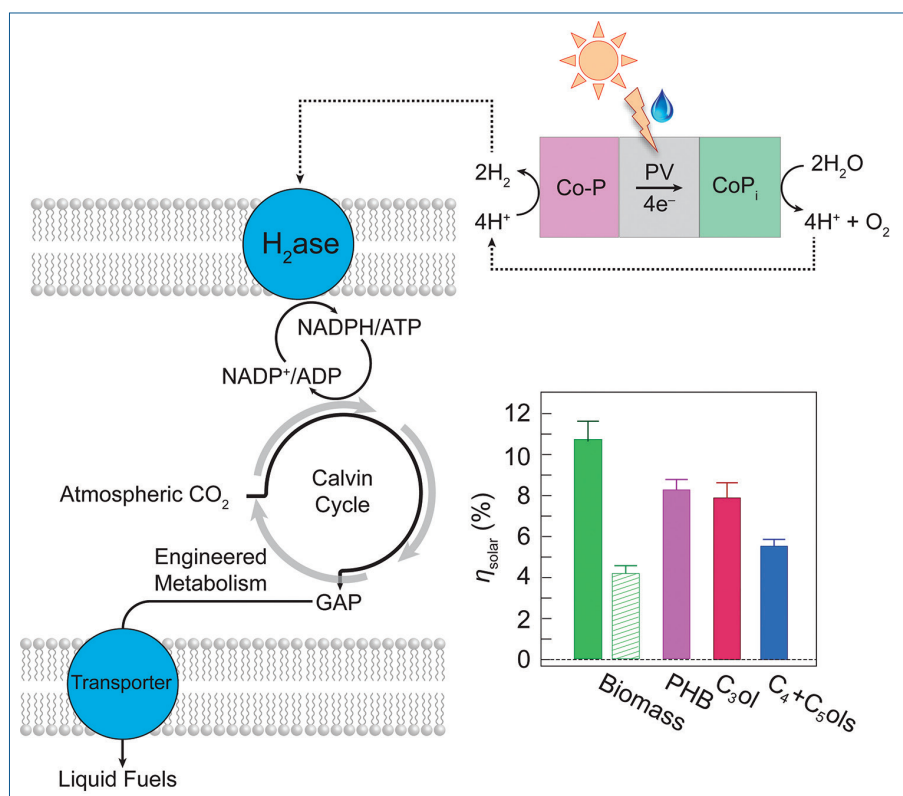 2H₂
4H⁺
Co-P
PV
4e⁻
CoPᵢ
2H₂O
4H⁺ + O₂
H₂ase
NADPH/ATP
NADP⁺/ADP
Atmospheric CO₂
Calvin
Cycle
Engineered
Metabolism
GAP
Transporter
Liquid Fuels
12
10
8
6
4
2
0
ηsolar (%)
Biomass
PHB
C₃ol
C₄+C₅ols